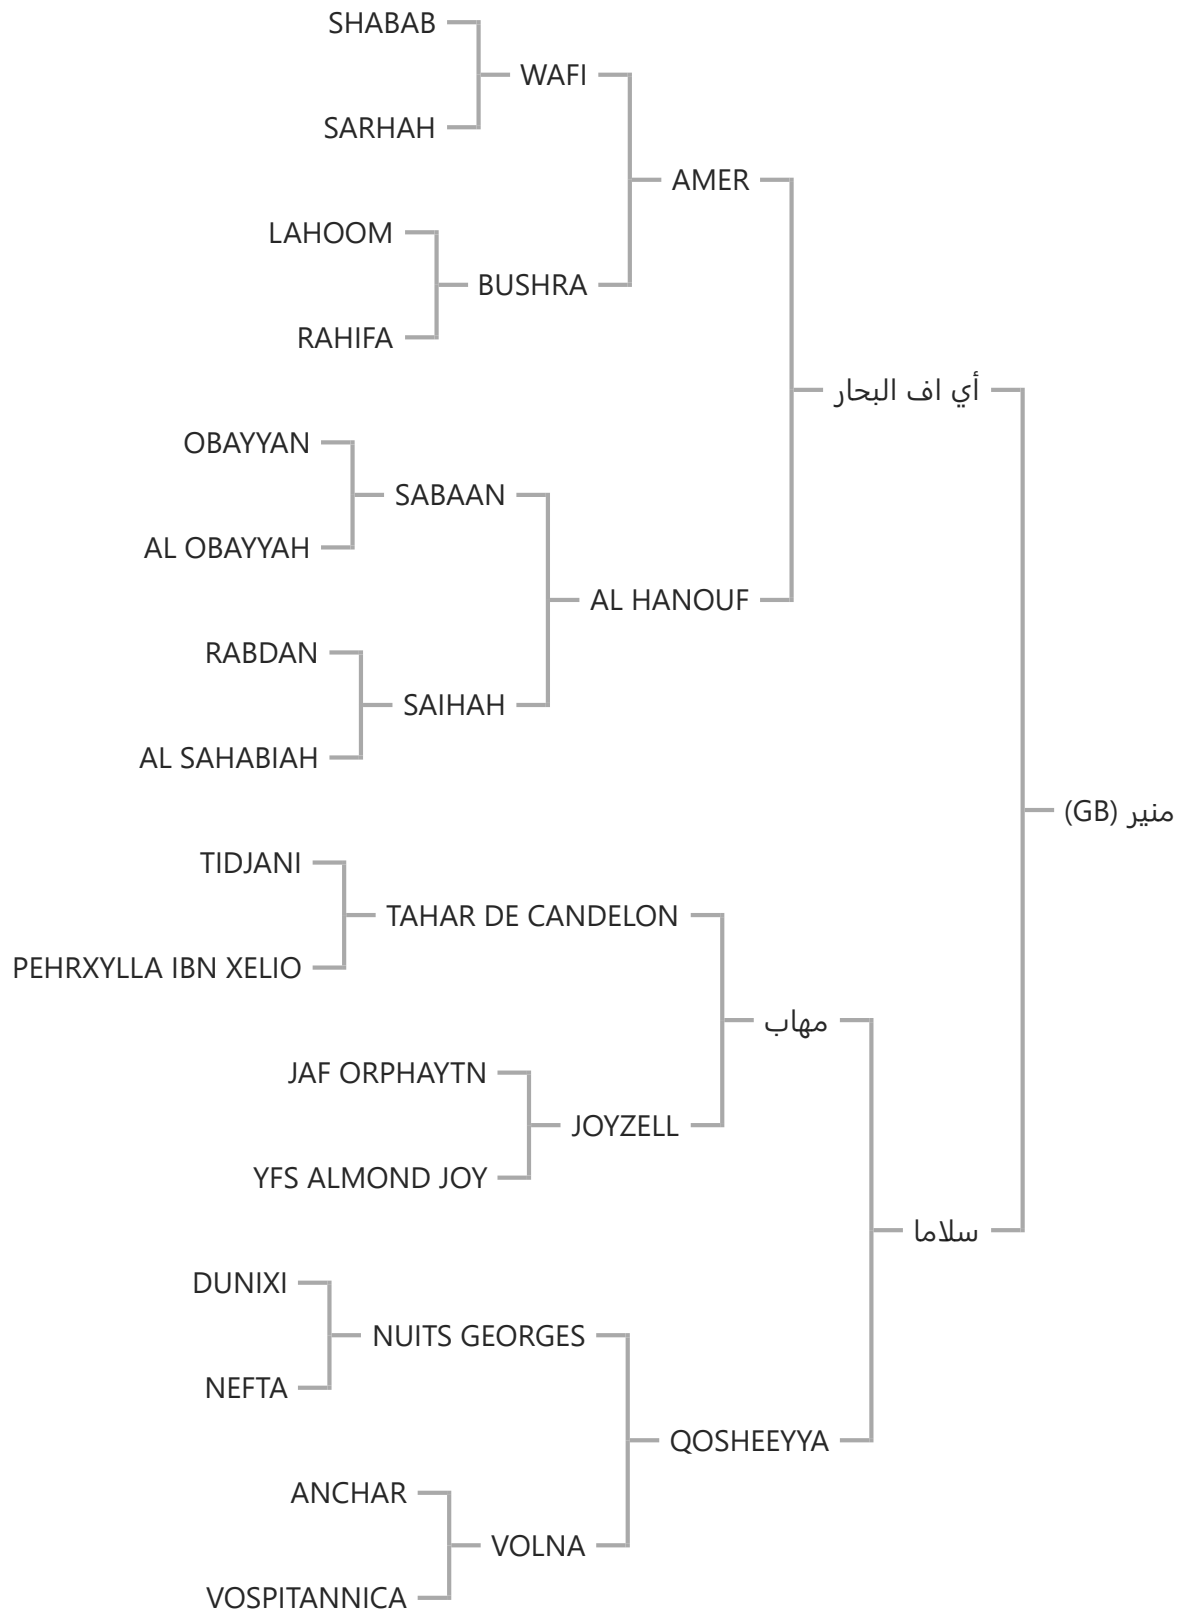 SHABAB
WAFI
SARHAH
AMER
LAHOOM
BUSHRA
RAHIFA
أي اف البحار
OBAYYAN
SABAAN
AL OBAYYAH
AL HANOUF
RABDAN
SAIHAH
AL SAHABIAH
منير (GB)
TIDJANI
TAHAR DE CANDELON
PEHRXYLLA IBN XELIO
مهاب
JAF ORPHAYTN
JOYZELL
YFS ALMOND JOY
سلاما
DUNIXI
NUITS GEORGES
NEFTA
QOSHEEYYA
ANCHAR
VOLNA
VOSPITANNICA